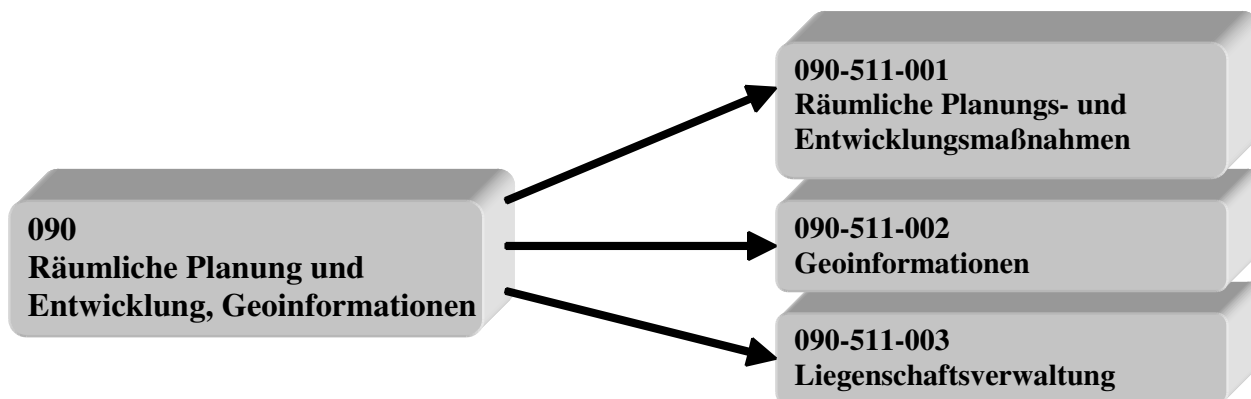 090
Räumliche Planung und
Entwicklung, Geoinformationen
090-511-001
Räumliche Planungs- und
Entwicklungsmaßnahmen
090-511-002
Geoinformationen
090-511-003
Liegenschaftsverwaltung